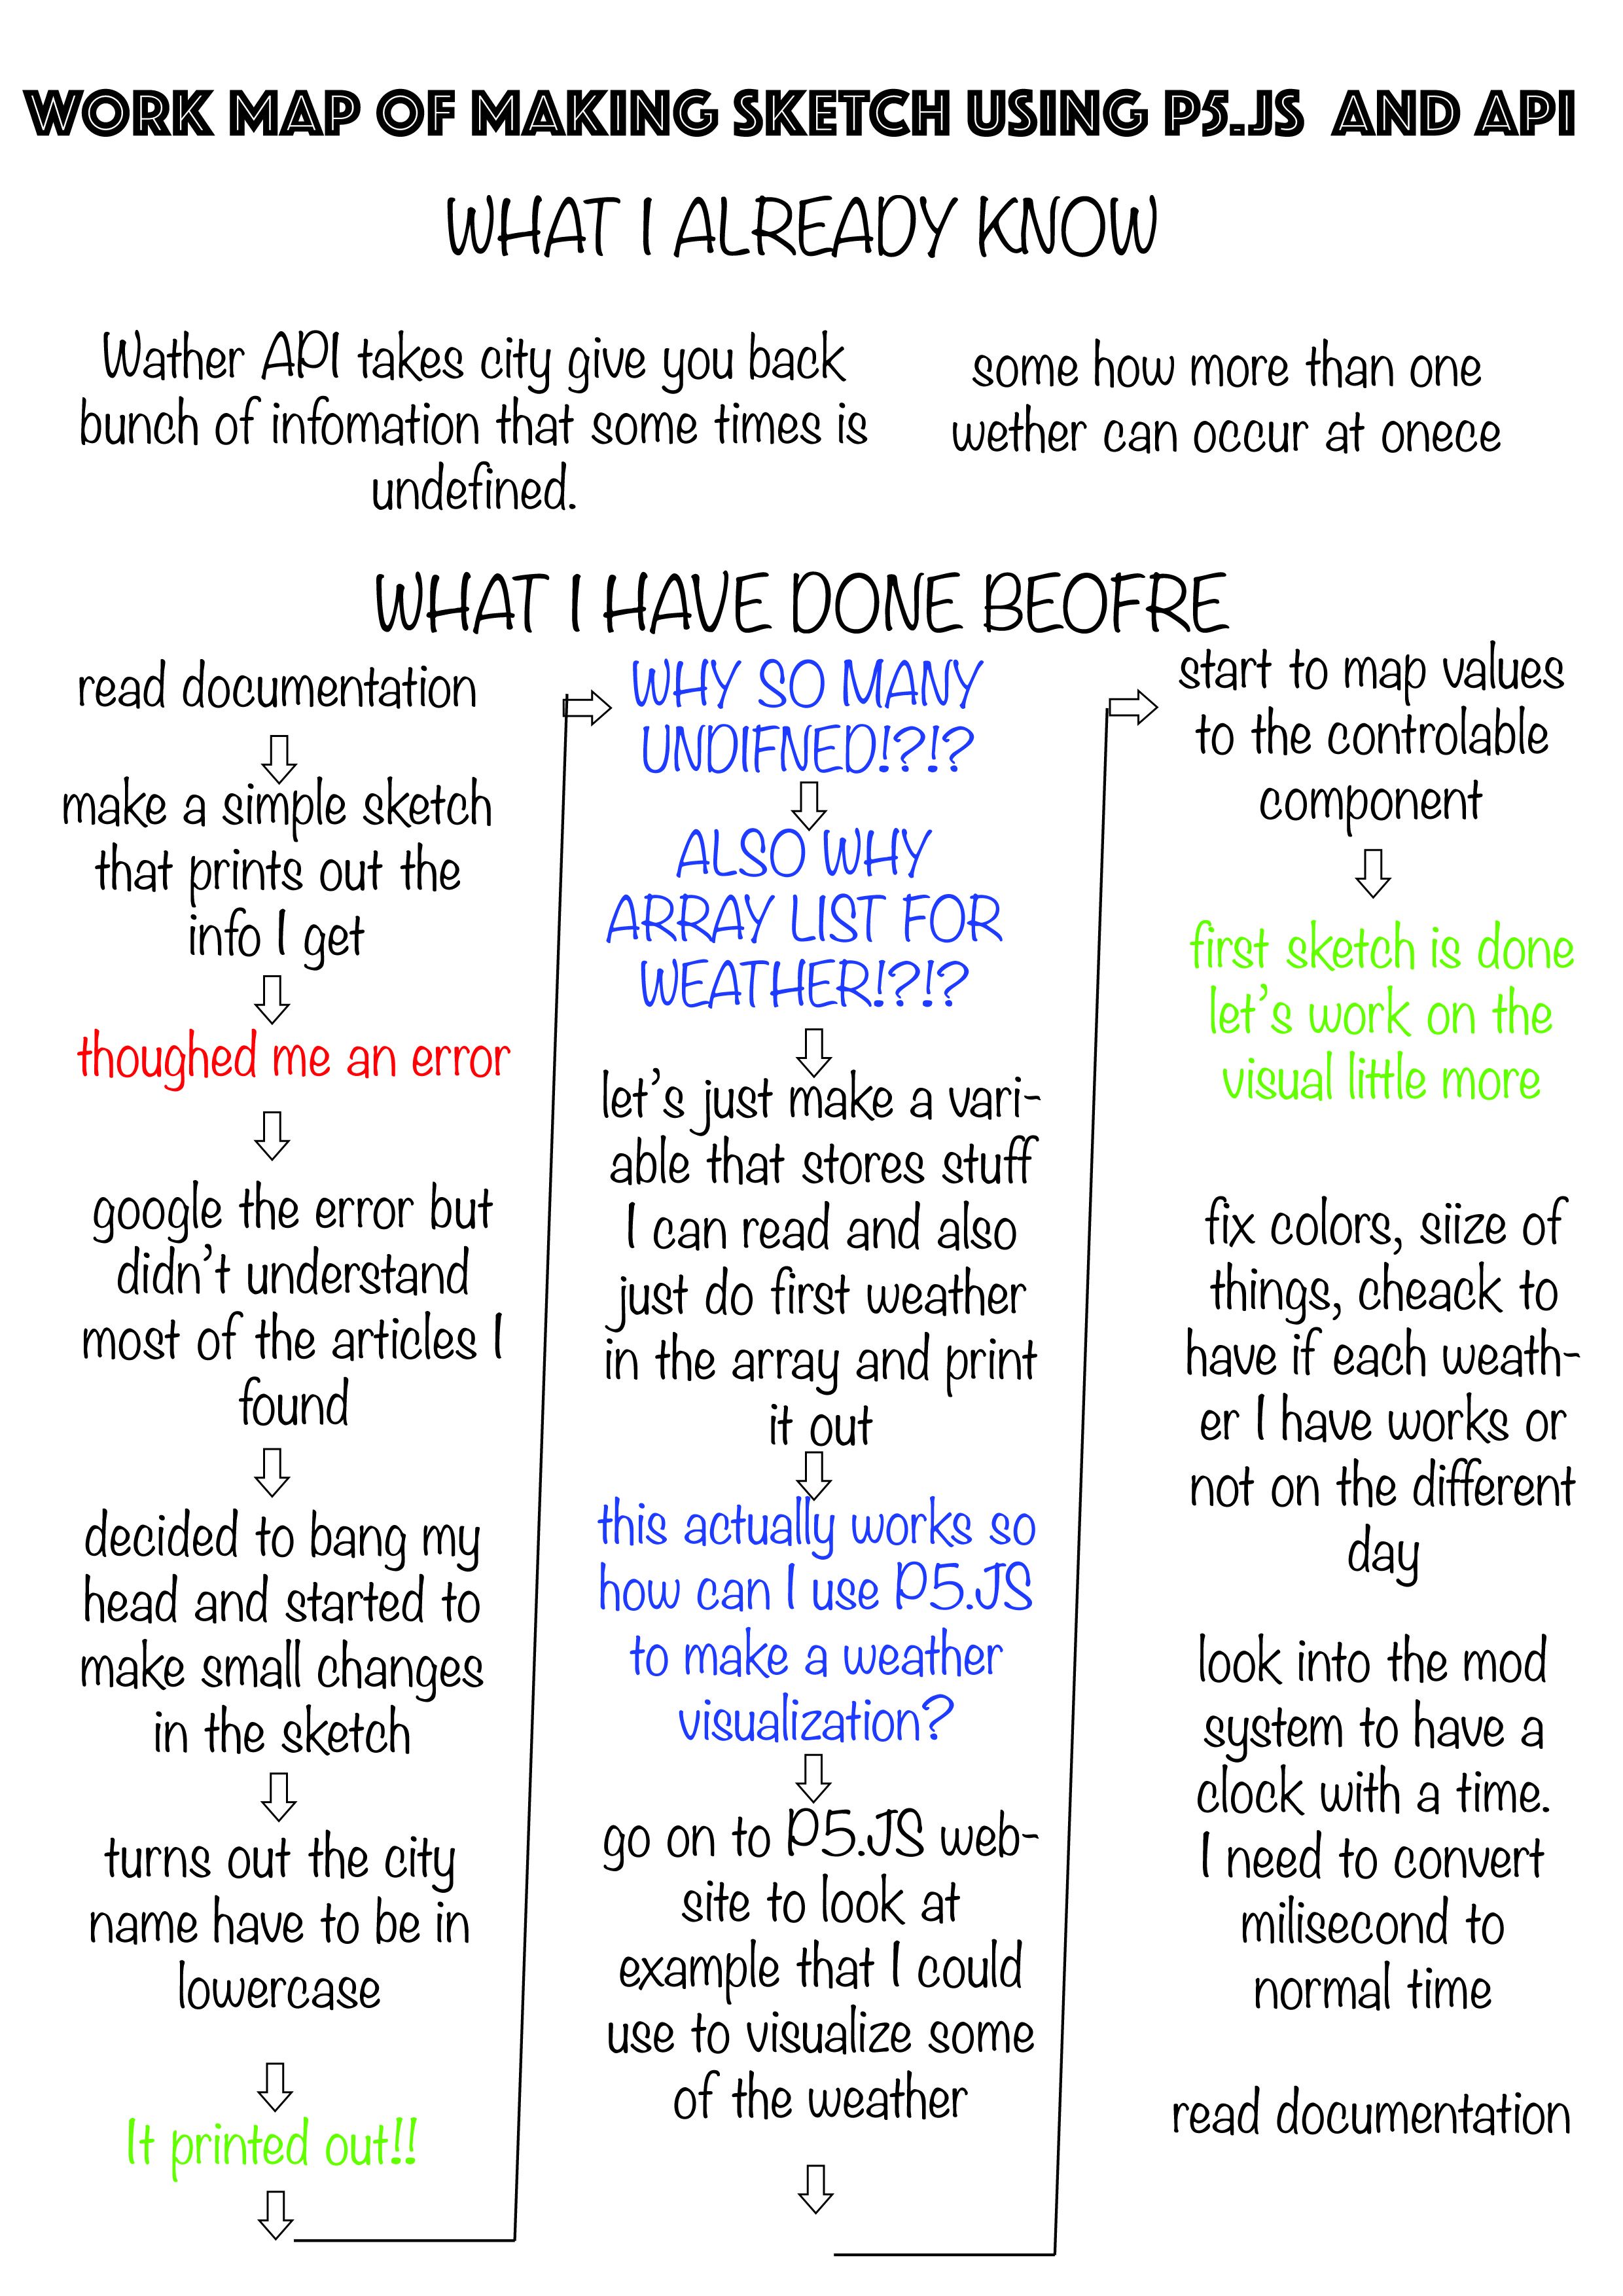 WORK MAP OF MAKING SKETCH USING P5.JS AND API
WHAT I ALREADY KNOW
Wather API takes city give you back
bunch of infomation that some times is
undefined.
some how more than one
wether can occur at onece
WHAT I HAVE DONE BEOFRE
read documentation
make a simple sketch
that prints out the
info I get
thoughed me an error
google the error but
didn't understand
most of the articles I
found
decided to bang my
head and started to
make small changes
in the sketch
turns out the city
name have to be in
lowercase
It printed out!!
WHY SO MANY
UNDIFNED!?!?
ALSO WHY
ARRAY LIST FOR
WEATHER!?!?
let's just make a vari-
able that stores stuff
I can read and also
just do first weather
in the array and print
it out
this actually works so
how can I use P5.JS
to make a weather
visualization?
go on to P5.JS web-
site to look at
example that I could
use to visualize some
of the weather
start to map values
to the controlable
component
first sketch is done
let's work on the
visual little more
fix colors, siize of
things, cheack to
have if each weath-
er I have works or
not on the different
day
look into the mod
system to have a
clock with a time.
I need to convert
milisecond to
normal time
read documentation